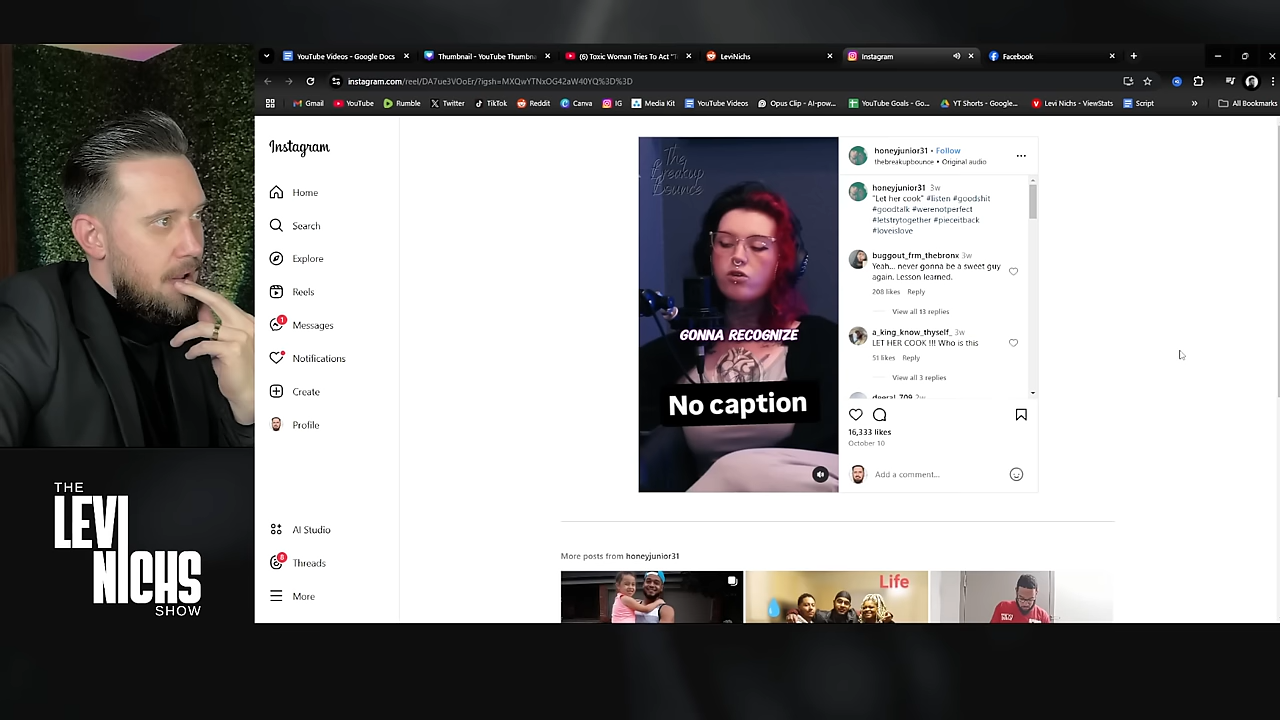 YouTube Videos - Google Docs
Thumbnail - YouTube Thumbna
(6) Toxic Woman Tries To Act "T
LeviNichs
Instagram
Facebook
instagram.com/reel/DA7ue3VOoEr/?igsh=MXQwYTNxOG42aW40YQ%3D%3D
Gmail
YouTube
Rumble
Twitter
TikTok
Reddit
Canva
IG
Media Kit
YouTube Videos
Opus Clip - AI-pow...
YouTube Goals - Go...
YT Shorts - Google...
Levi Nichs - ViewStats
Script
»
All Bookmarks
Instagram
Home
Search
Explore
Reels
1
Messages
Notifications
Create
Profile
AI Studio
8
Threads
More
The
Breakup
Bounce
GONNA RECOGNIZE
No caption
honeyjunior31 • Follow
thebreakupbounce • Original audio
honeyjunior31 3w
"Let her cook" #listen #goodshit
#goodtalk #werenotperfect
#letstrytogether #pieceitback
#loveislove
buggout_frm_thebronx 3w
Yeah... never gonna be a sweet guy
again. Lesson learned.
208 likes Reply
View all 13 replies
a_king_know_thyself_ 3w
LET HER COOK !!! Who is this
51 likes Reply
View all 3 replies
deeral_709 2w
16,333 likes
October 10
Add a comment...
More posts from honeyjunior31
Life
THE
LEVI
NICHS
SHOW